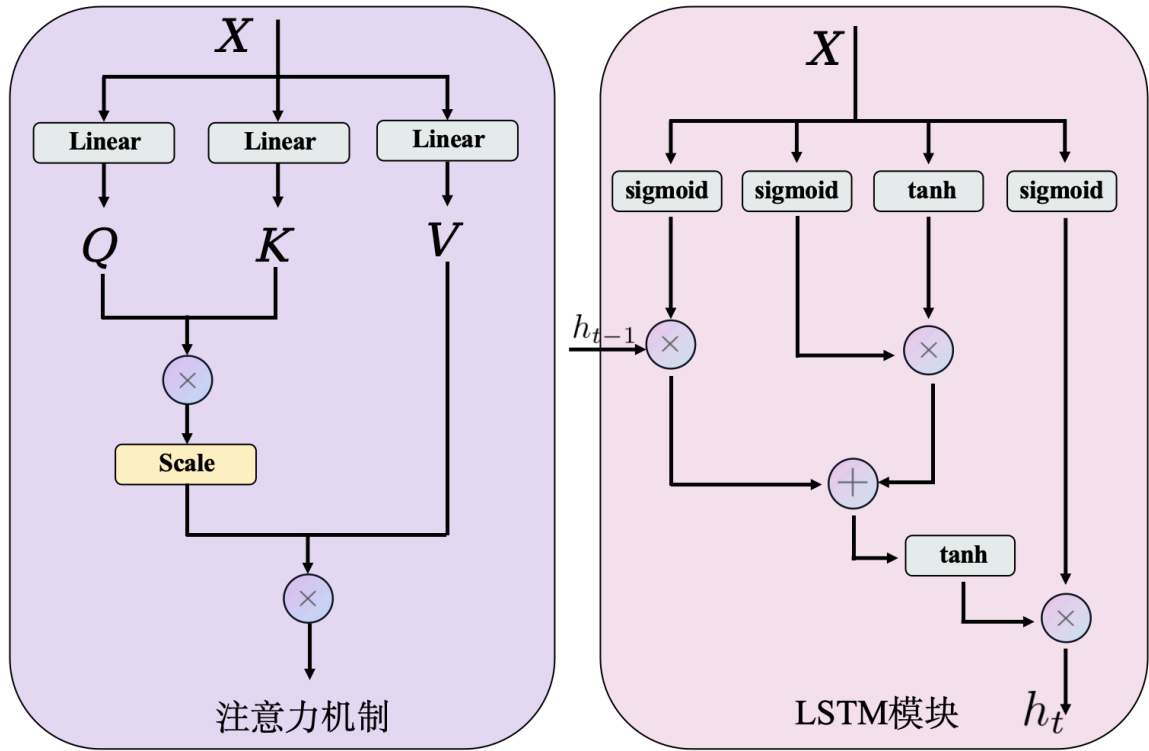 X
Linear
Linear
Linear
Q
K
V
×
Scale
×
注意力机制
X
sigmoid
sigmoid
tanh
sigmoid
h_{t-1}
×
×
+
tanh
×
LSTM模块
h_t